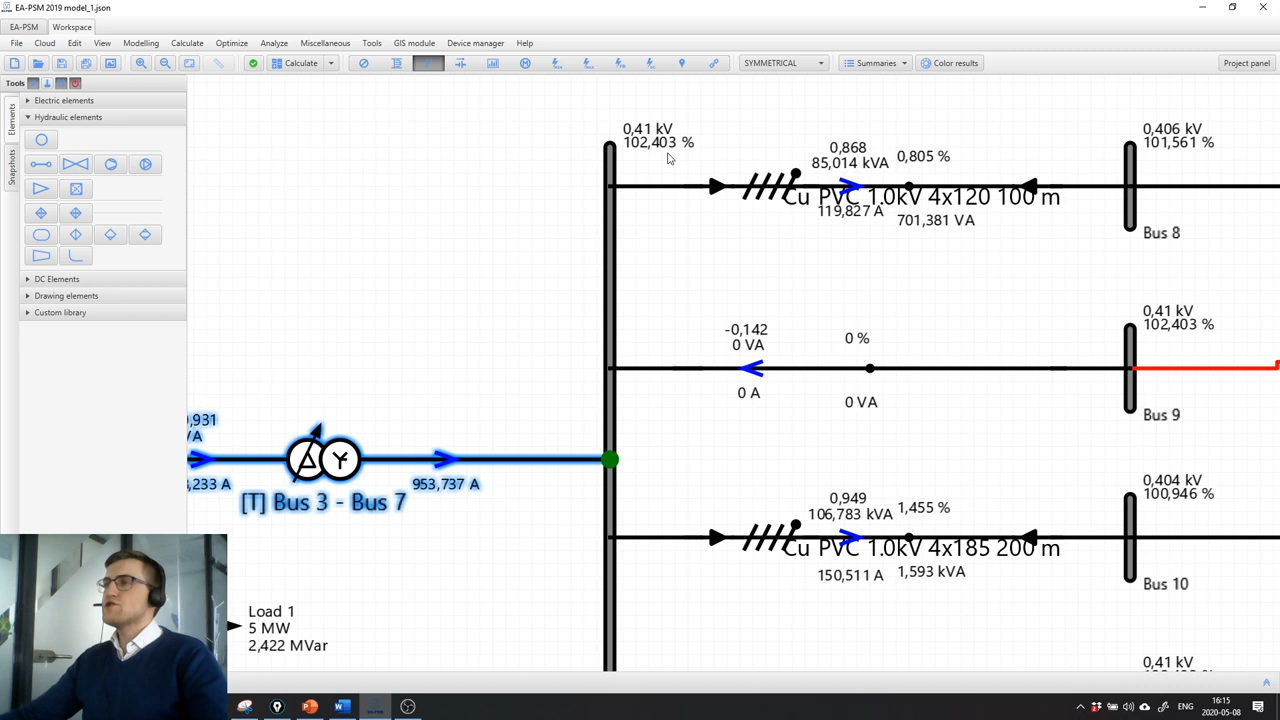 EA-PSM 2019 model_1.json
EA-PSM Workspace
File Cloud Edit View Modelling Calculate Optimize Analyze Miscellaneous Tools GIS module Device manager Help
Calculate SYMMETRICAL Summaries Color results Project panel
Tools
Elements
Snapshots
Electric elements
Hydraulic elements
DC Elements
Drawing elements
Custom library
0,41 kV
102,403 %
0,868
85,014 kVA
0,805 %
Cu PVC 1.0kV 4x120 100 m
119,827 A
701,381 VA
0,406 kV
101,561 %
Bus 8
-0,142
0 VA
0 %
0 A
0 VA
0,41 kV
102,403 %
Bus 9
,931
VA
,233 A
953,737 A
[T] Bus 3 - Bus 7
0,949
106,783 kVA
1,455 %
Cu PVC 1.0kV 4x185 200 m
150,511 A
1,593 kVA
0,404 kV
100,946 %
Bus 10
Load 1
5 MW
2,422 MVar
0,41 kV
ENG
16:15
2020-05-08